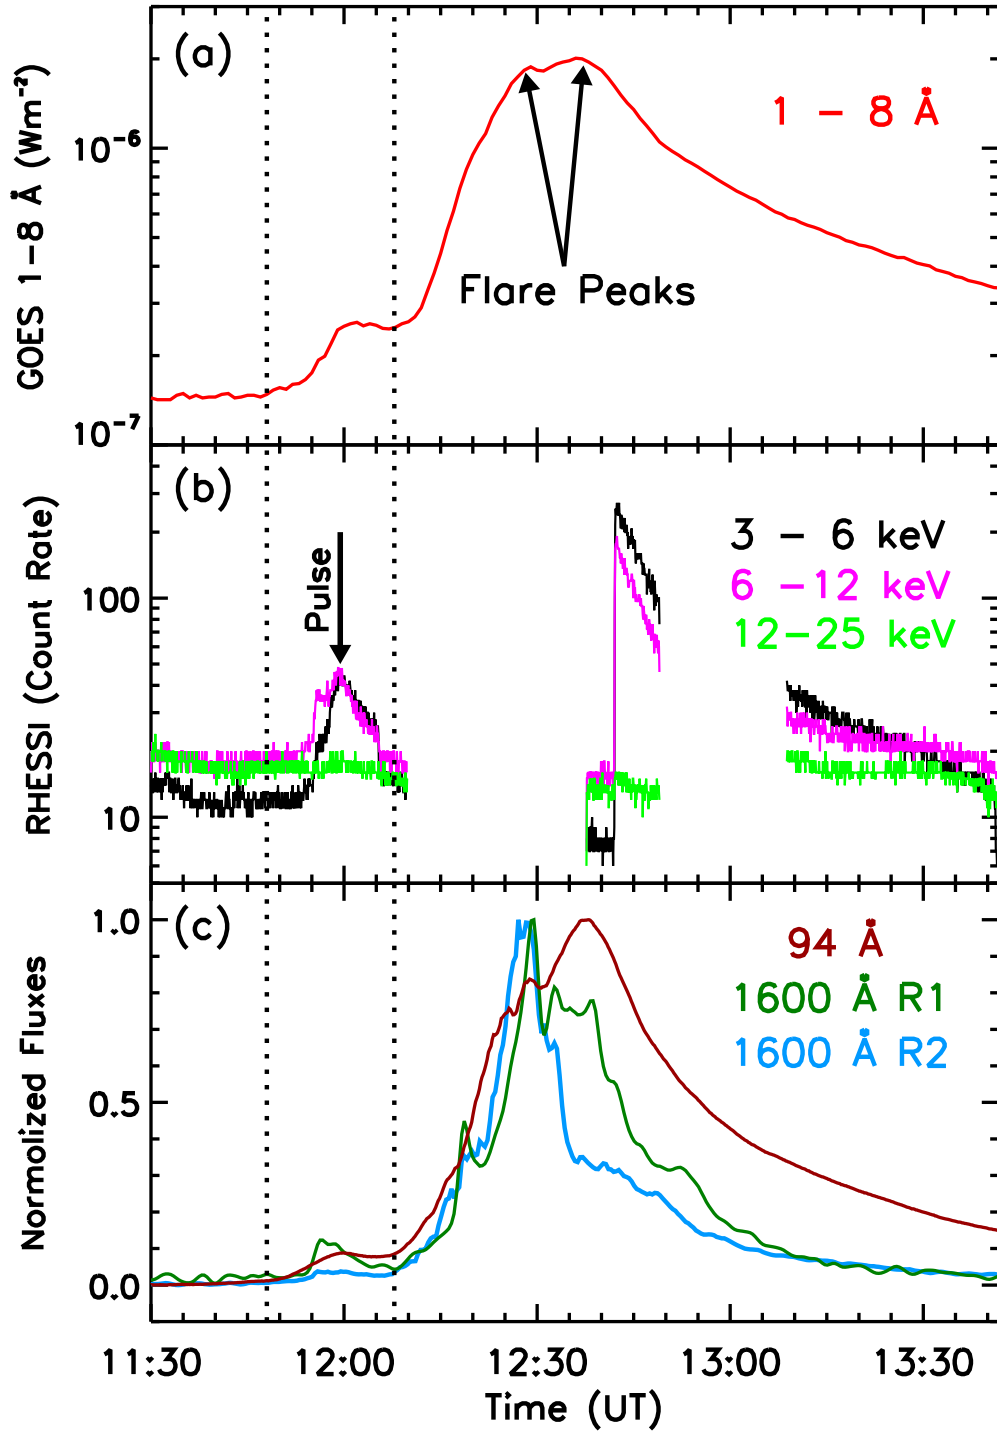 (a)
1 – 8 Å
Flare Peaks
GOES 1–8 Å (Wm⁻²)
10⁻⁶
10⁻⁷
(b)
Pulse
3 – 6 keV
6 –12 keV
12–25 keV
RHESSI (Count Rate)
100
10
(c)
94 Å
1600 Å R1
1600 Å R2
Normolized Fluxes
1.0
0.5
0.0
11:30 12:00 12:30 13:00 13:30
Time (UT)